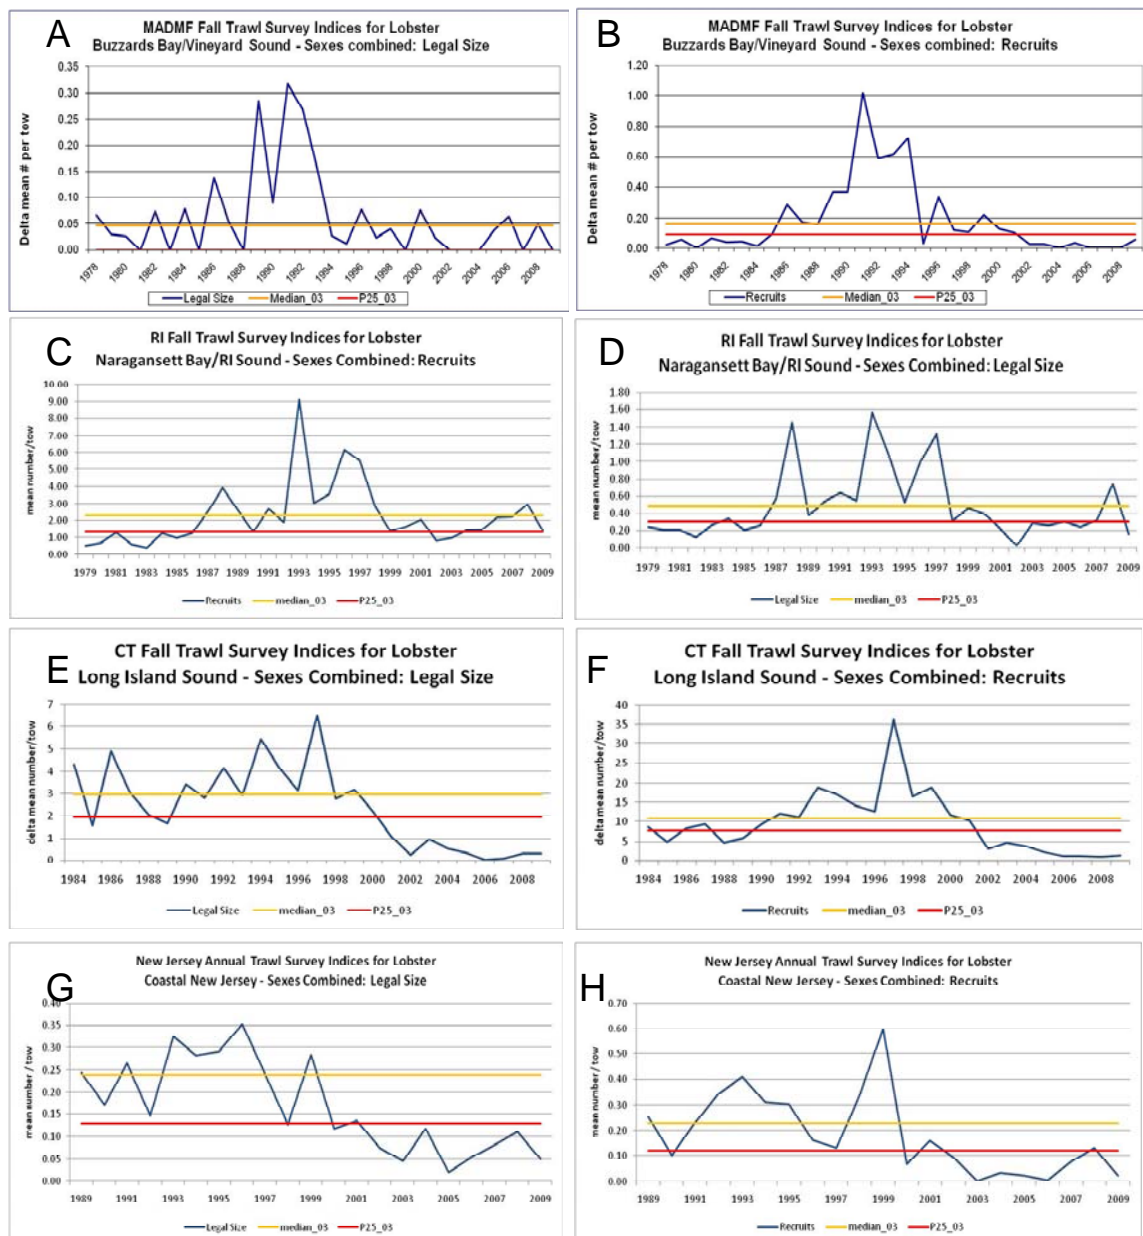 A
MADMF Fall Trawl Survey Indices for Lobster
Buzzards Bay/Vineyard Sound - Sexes combined: Legal Size
Delta mean # per tow
0.35
0.30
0.25
0.20
0.15
0.10
0.05
0.00
1978 1980 1982 1984 1986 1988 1990 1992 1994 1996 1998 2000 2002 2004 2006 2008
Legal Size Median_03 P25_03
B
MADMF Fall Trawl Survey Indices for Lobster
Buzzards Bay/Vineyard Sound - Sexes combined: Recruits
Delta mean # per tow
1.20
1.00
0.80
0.60
0.40
0.20
0.00
1978 1980 1982 1984 1986 1988 1990 1992 1994 1996 1998 2000 2002 2004 2006 2008
Recruits Median_03 P25_03
C
RI Fall Trawl Survey Indices for Lobster
Naragansett Bay/RI Sound - Sexes Combined: Recruits
mean number/tow
10.00
9.00
8.00
7.00
6.00
5.00
4.00
3.00
2.00
1.00
0.00
1979 1981 1983 1985 1987 1989 1991 1993 1995 1997 1999 2001 2003 2005 2007 2009
Recruits median_03 P25_03
D
RI Fall Trawl Survey Indices for Lobster
Naragansett Bay/RI Sound - Sexes Combined: Legal Size
mean number/tow
1.80
1.60
1.40
1.20
1.00
0.80
0.60
0.40
0.20
0.00
1979 1981 1983 1985 1987 1989 1991 1993 1995 1997 1999 2001 2003 2005 2007 2009
Legal Size median_03 P25_03
E
CT Fall Trawl Survey Indices for Lobster
Long Island Sound - Sexes Combined: Legal Size
delta mean number/tow
7
6
5
4
3
2
1
0
1984 1986 1988 1990 1992 1994 1996 1998 2000 2002 2004 2006 2008
Legal Size median_03 P25_03
F
CT Fall Trawl Survey Indices for Lobster
Long Island Sound - Sexes Combined: Recruits
delta mean number/tow
40
35
30
25
20
15
10
5
0
1984 1986 1988 1990 1992 1994 1996 1998 2000 2002 2004 2006 2008
Recruits median_03 P25_03
G
New Jersey Annual Trawl Survey Indices for Lobster
Coastal New Jersey - Sexes Combined: Legal Size
mean number / tow
0.40
0.35
0.30
0.25
0.20
0.15
0.10
0.05
0.00
1989 1991 1993 1995 1997 1999 2001 2003 2005 2007 2009
Legal Size median_03 P25_03
H
New Jersey Annual Trawl Survey Indices for Lobster
Coastal New Jersey - Sexes Combined: Recruits
mean number / tow
0.70
0.60
0.50
0.40
0.30
0.20
0.10
0.00
1989 1991 1993 1995 1997 1999 2001 2003 2005 2007 2009
Recruits median_03 P25_03